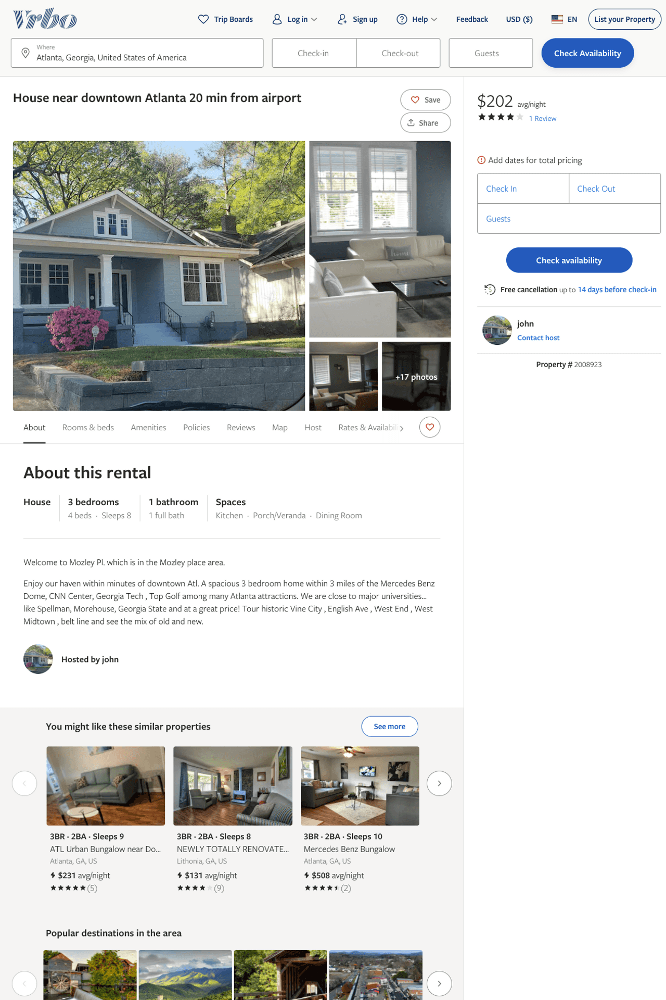 Vrbo
Trip Boards
Log in
Sign up
Help
Feedback
USD ($)
EN
List your Property
Where
Atlanta, Georgia, United States of America
Check-in
Check-out
Guests
Check Availability
House near downtown Atlanta 20 min from airport
Save
Share
$202 avg/night
1 Review
Add dates for total pricing
Check In
Check Out
Guests
Check availability
Free cancellation up to 14 days before check-in
john
Contact host
Property # 2008923
home
+17 photos
About
Rooms & beds
Amenities
Policies
Reviews
Map
Host
Rates & Availabili
About this rental
House
3 bedrooms
4 beds · Sleeps 8
1 bathroom
1 full bath
Spaces
Kitchen · Porch/Veranda · Dining Room
Welcome to Mozley Pl. which is in the Mozley place area.
Enjoy our haven within minutes of downtown Atl. A spacious 3 bedroom home within 3 miles of the Mercedes Benz
Dome, CNN Center, Georgia Tech , Top Golf among many Atlanta attractions. We are close to major universities...
like Spellman, Morehouse, Georgia State and at a great price! Tour historic Vine City , English Ave , West End , West
Midtown , belt line and see the mix of old and new.
Hosted by john
You might like these similar properties
See more
3BR · 2BA · Sleeps 9
ATL Urban Bungalow near Do...
Atlanta, GA, US
$231 avg/night
(5)
3BR · 2BA · Sleeps 8
NEWLY TOTALLY RENOVATE...
Lithonia, GA, US
$131 avg/night
(9)
3BR · 2BA · Sleeps 10
Mercedes Benz Bungalow
Atlanta, GA, US
$508 avg/night
(2)
Popular destinations in the area